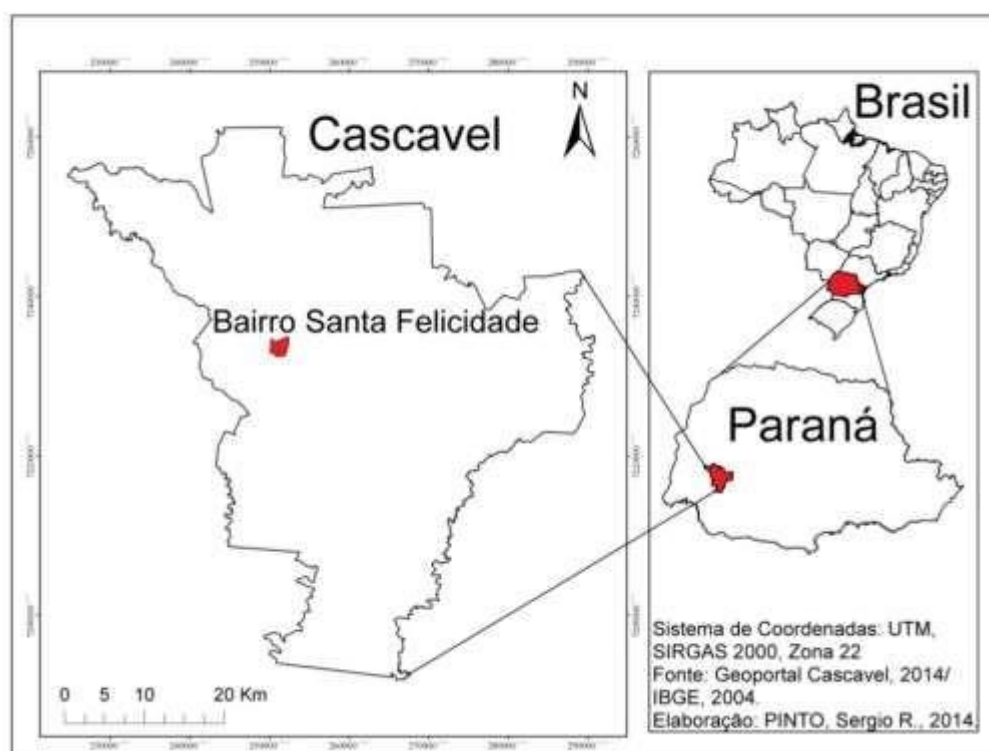 Cascavel
N
Bairro Santa Felicidade
0 5 10 20 Km
Brasil
Paraná
Sistema de Coordenadas: UTM,
SIRGAS 2000, Zona 22
Fonte: Geoportal Cascavel, 2014/
IBGE, 2004.
Elaboração: PINTO, Sergio R., 2014.